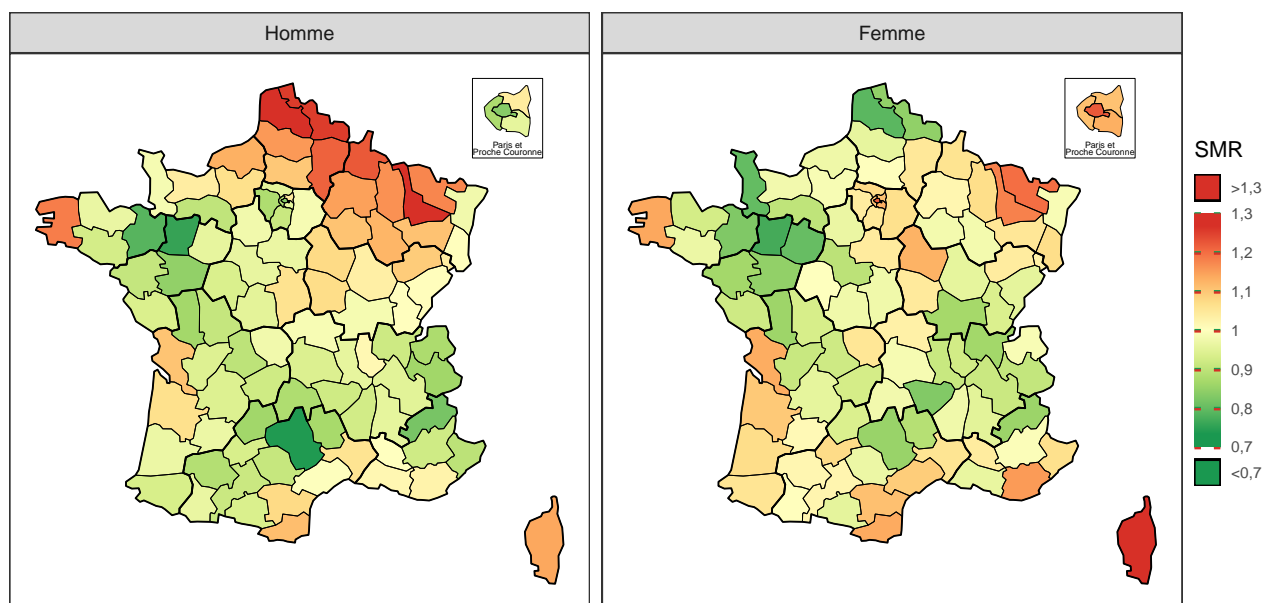 Homme
Femme
Paris et
Proche Couronne
Paris et
Proche Couronne
SMR
>1,3
1,3
1,2
1,1
1
0,9
0,8
0,7
<0,7